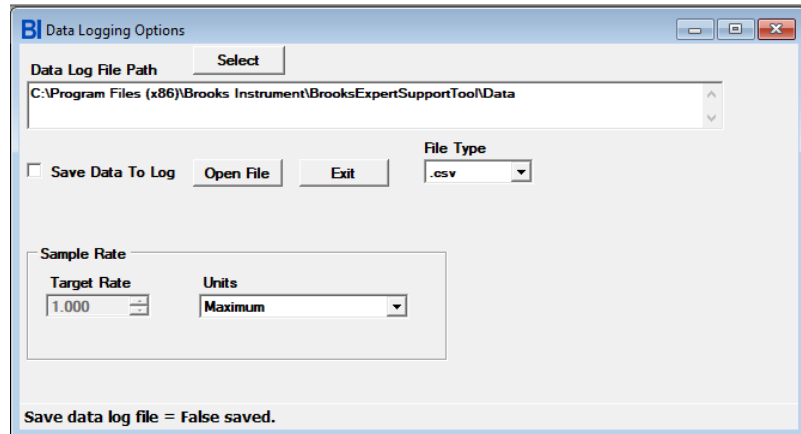 BI Data Logging Options
Select
Data Log File Path
C:\Program Files (x86)\Brooks Instrument\BrooksExpertSupportTool\Data
Save Data To Log Open File Exit
File Type
.csv
Sample Rate
Target Rate Units
1.000 Maximum
Save data log file = False saved.